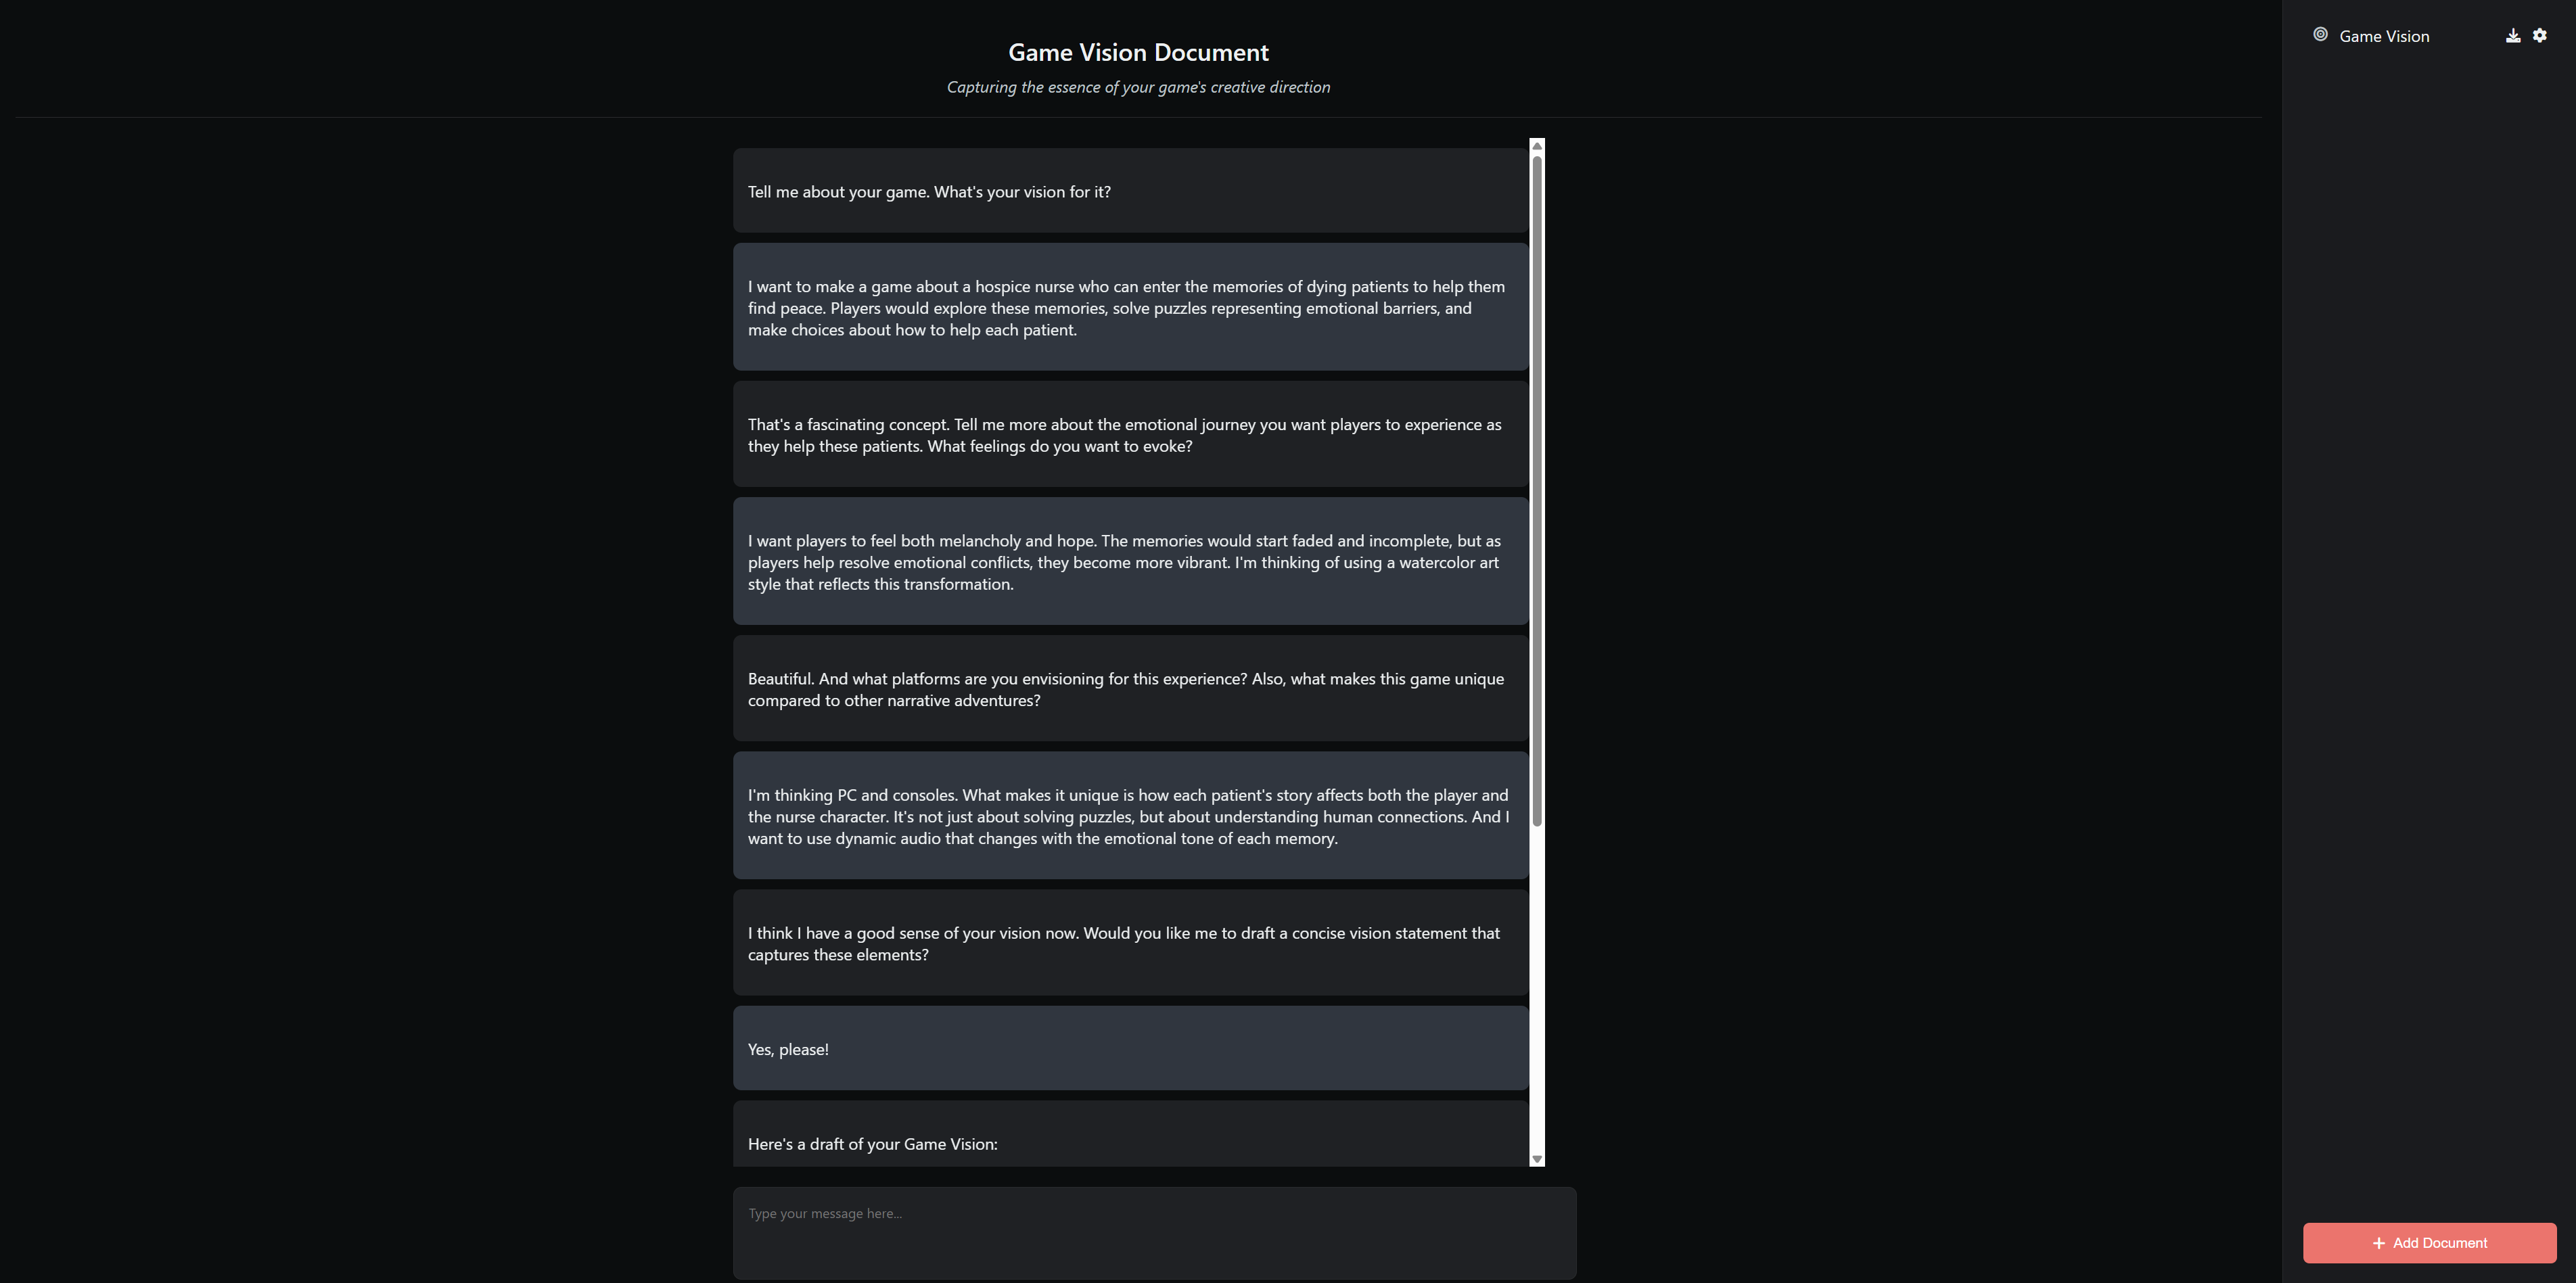 Game Vision Document
Capturing the essence of your game's creative direction
Tell me about your game. What's your vision for it?
I want to make a game about a hospice nurse who can enter the memories of dying patients to help them
find peace. Players would explore these memories, solve puzzles representing emotional barriers, and
make choices about how to help each patient.
That's a fascinating concept. Tell me more about the emotional journey you want players to experience as
they help these patients. What feelings do you want to evoke?
I want players to feel both melancholy and hope. The memories would start faded and incomplete, but as
players help resolve emotional conflicts, they become more vibrant. I'm thinking of using a watercolor art
style that reflects this transformation.
Beautiful. And what platforms are you envisioning for this experience? Also, what makes this game unique
compared to other narrative adventures?
I'm thinking PC and consoles. What makes it unique is how each patient's story affects both the player and
the nurse character. It's not just about solving puzzles, but about understanding human connections. And I
want to use dynamic audio that changes with the emotional tone of each memory.
I think I have a good sense of your vision now. Would you like me to draft a concise vision statement that
captures these elements?
Yes, please!
Here's a draft of your Game Vision:
Type your message here...
Game Vision
Add Document